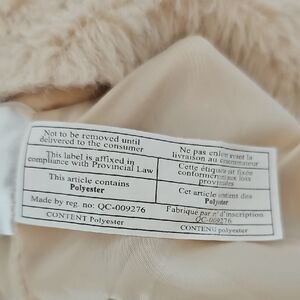 Not to be removed until
delivered to the consumer
This label is affixed in
compliance with Provincial Law
This article contains
Polyester
Made by reg. no: QC-009276
CONTENT Polyester
Ne pas enlever avant la
livraison au consommateur
Cette étiquette est fixée
conformément aux lois
provinciales
Cet article contient des
Polyester
Fabriqué par n° d'inscription
QC-009276
CONTENU polyester